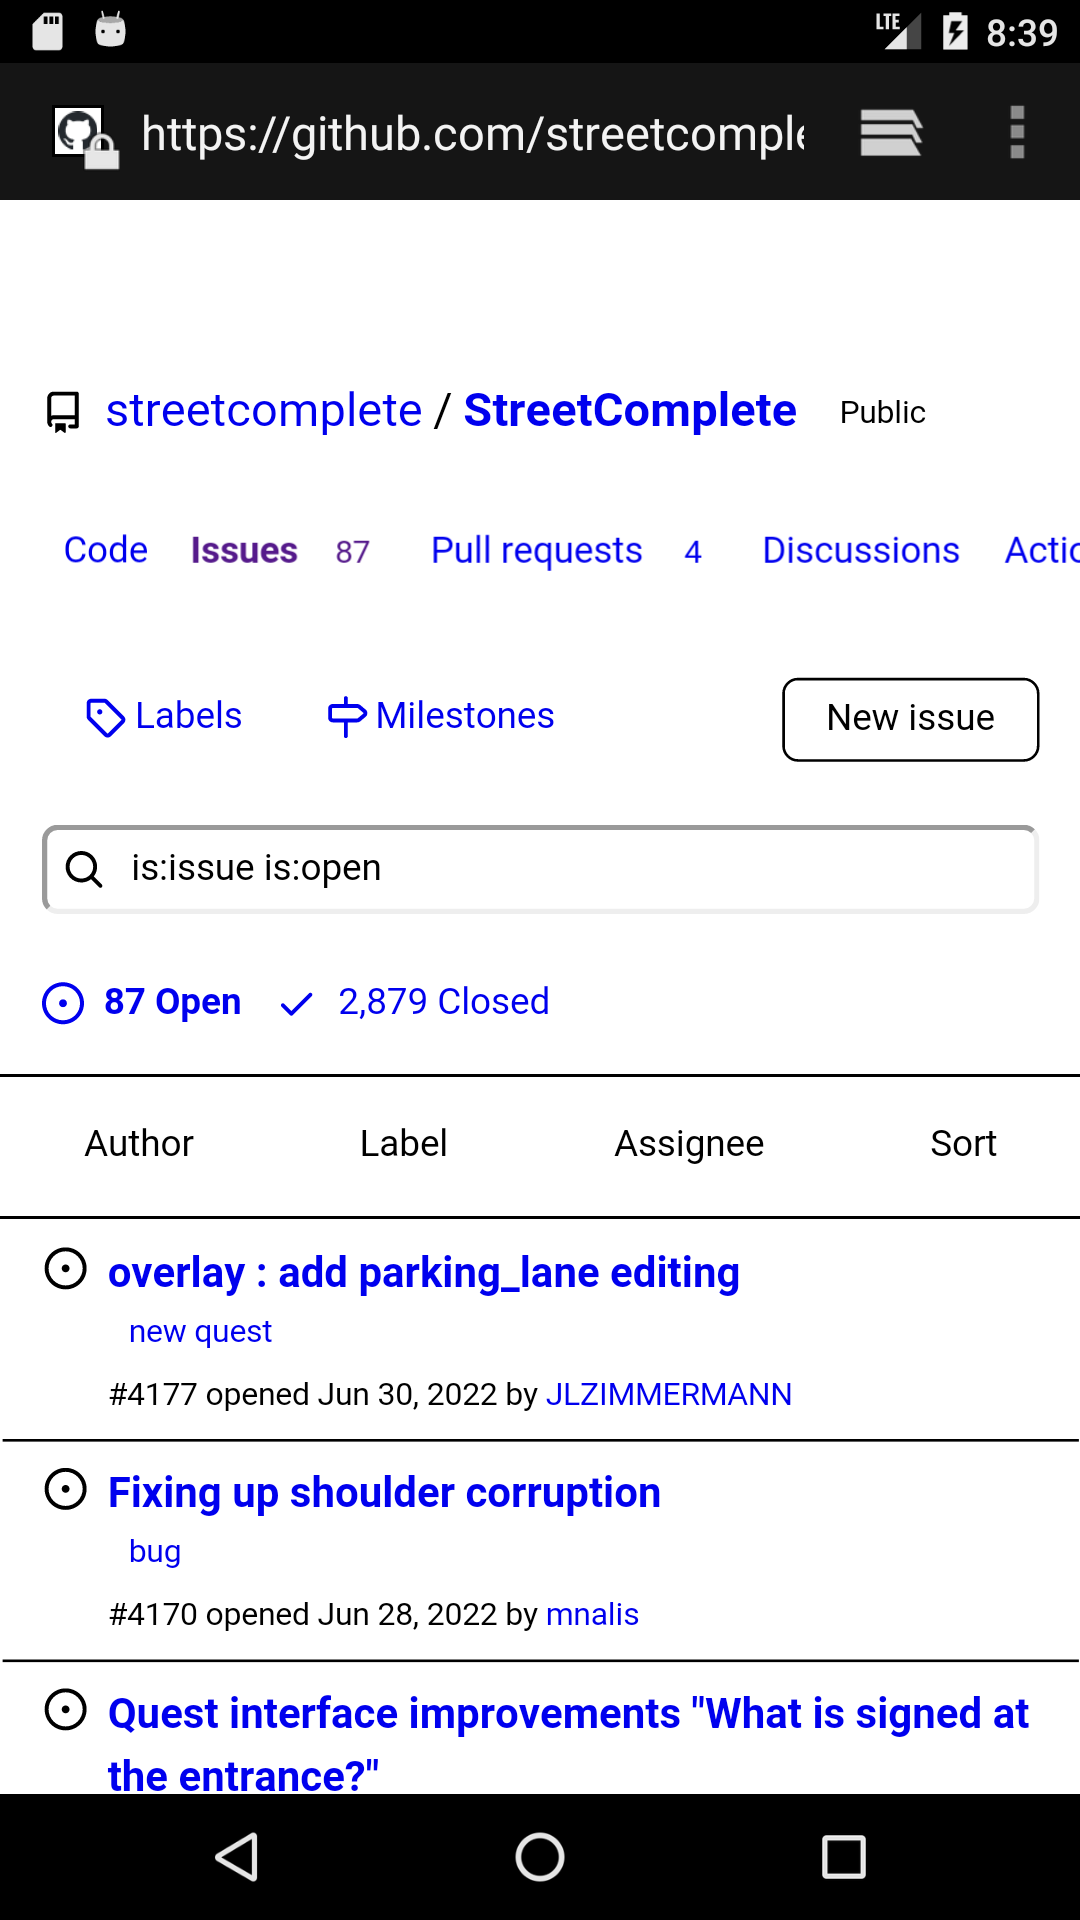 LTE 8:39
https://github.com/streetcomple
streetcomplete / StreetComplete Public
Code Issues 87 Pull requests 4 Discussions Actio
Labels Milestones New issue
is:issue is:open
87 Open 2,879 Closed
Author Label Assignee Sort
overlay : add parking_lane editing
new quest
#4177 opened Jun 30, 2022 by JLZIMMERMANN
Fixing up shoulder corruption
bug
#4170 opened Jun 28, 2022 by mnalis
Quest interface improvements "What is signed at
the entrance?"